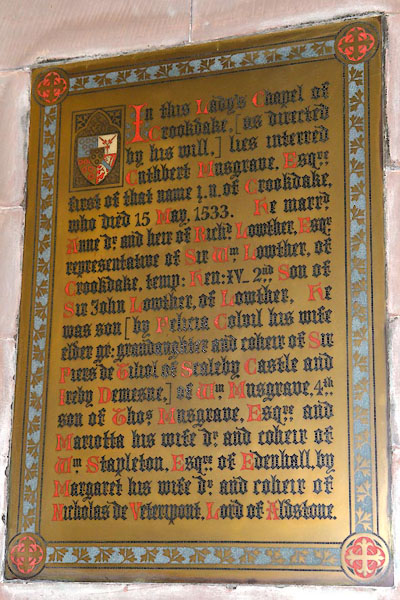 In this Lady's Chapel of
Crookdake, [as directed
by his will,] lies interred
Cuthbert Musgrave, Esqre
first of that name j.u. of Crookdake,
who died 15 May, 1533. He marrd
Anne dr and heir of Richd Lowther, Esqr
representative of Sir Wm Lowther, of
Crookdake, temp: Hen: IV_ 2nd Son of
Sir John Lowther, of Lowther, He
was son [by Felicia Colvil his wife
elder gr: grandaughter and coheir of Sir
Piers de Tiliol of Scaleby Castle and
Ireby Demesne,] of Wm Musgrave, 4th
son of Thos Musgrave, Esqre and
Mariotta his wife dr and coheir of
Wm Stapleton, Esqre of Edenhall, by
Margaret his wife dr and coheir of
Nicholas de Veteripont, Lord of Aldstone.